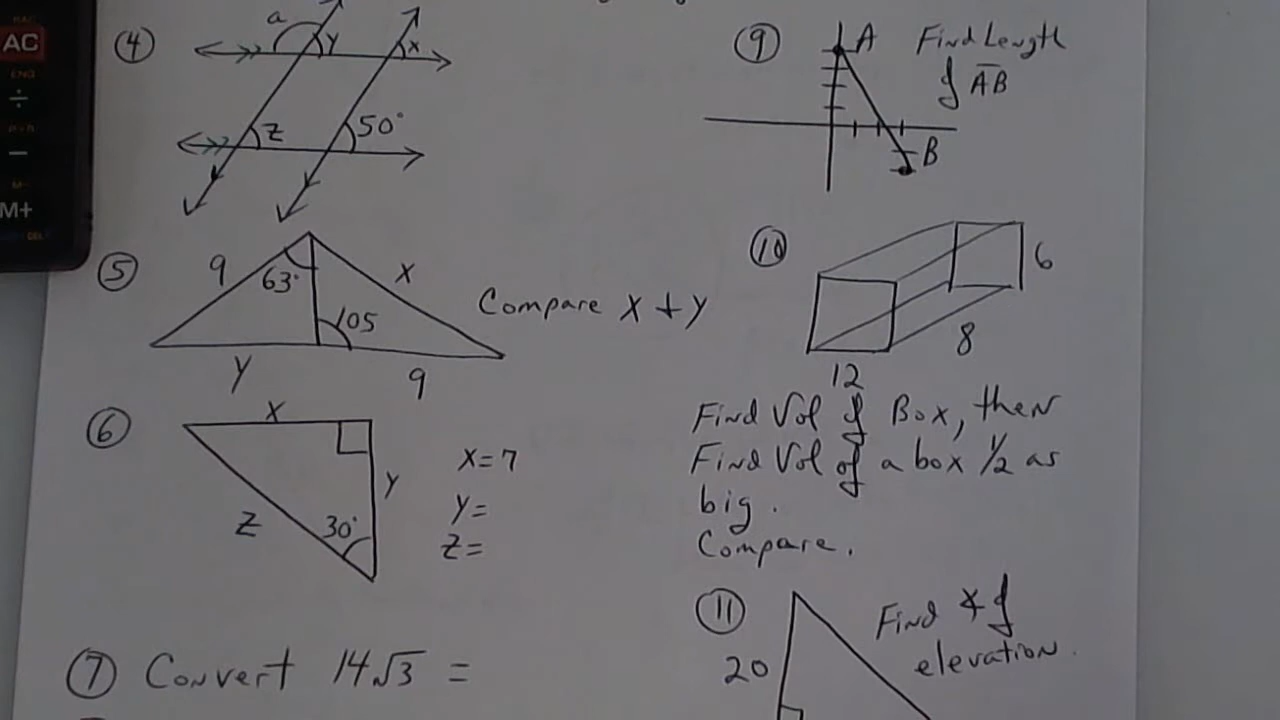 AC
ENG
÷
−
M+
DEL
④
a
y
x
z
50°
⑤
9
63°
x
105
y
9
Compare x + y
⑥
x
y
z
30°
x = 7
y =
z =
⑦ Convert 14√3 =
⑨
A
B
Find Length
of AB
⑩
6
8
12
Find Vol of Box, then
Find Vol of a box 1/2 as
big.
Compare.
⑪
20
Find ∠ of
elevation.